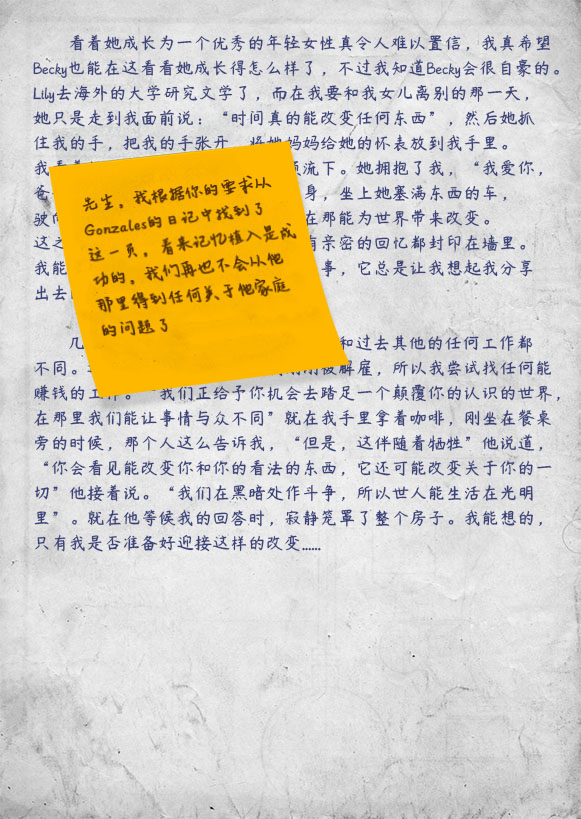 看着她成长为一个优秀的年轻女性真令人难以置信，我真希望
Becky也能在这看看她成长得怎么样了，不过我知道Becky会很自豪的。
Lily去海外的大学研究文学了，而在我要和我女儿离别的那一天，
她只是走到我面前说：“时间真的能改变任何东西”，然后她抓
住我的手，把我的手张开，将她妈妈给她的怀表放到我手里。
我 流下。她拥抱了我，“我爱你，
爸 身，坐上她塞满东西的车，
驶 在那能为世界带来改变。
这之 有亲密的回忆都封印在墙里。
我能 事，它总是让我想起我分享
出去
先生，我根据你的要求从
Gonzales的日记中找到了
这一页，看来记忆植入是成
功的，我们再也不会从他
那里得到任何关于他家庭
的问题了
几 和过去其他的任何工作都
不同。 被解雇，所以我尝试找任何能
赚钱的工作。“我们正给予你机会去踏足一个颠覆你的认识的世界，
在那里我们能让事情与众不同”就在我手里拿着咖啡，刚坐在餐桌
旁的时候，那个人这么告诉我，“但是，这伴随着牺牲”他说道，
“你会看见能改变你和你的看法的东西，它还可能改变关于你的一
切”他接着说。“我们在黑暗处作斗争，所以世人能生活在光明
里”。就在他等候我的回答时，寂静笼罩了整个房子。我能想的，
只有我是否准备好迎接这样的改变……